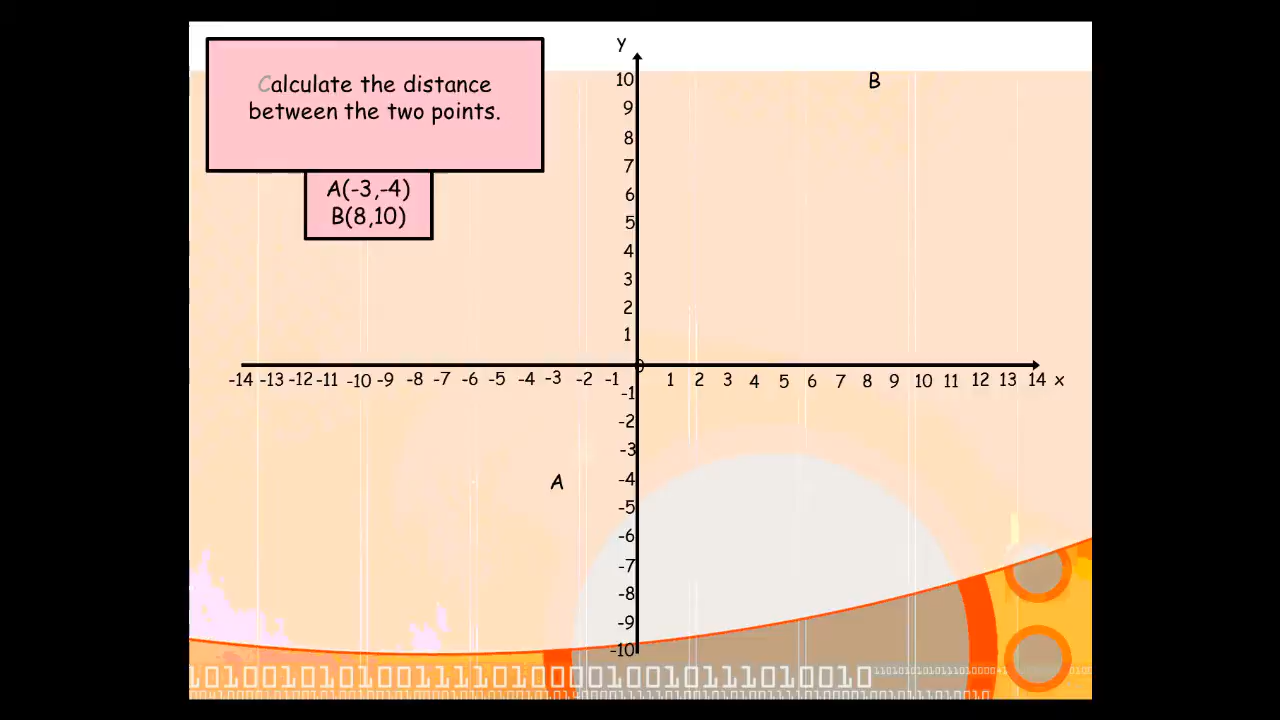 y
Calculate the distance
between the two points.
A(-3,-4)
B(8,10)
B
10
9
8
7
6
5
4
3
2
1
0
-14 -13 -12 -11 -10 -9 -8 -7 -6 -5 -4 -3 -2 -1 1 2 3 4 5 6 7 8 9 10 11 12 13 14 x
-1
-2
-3
A
-4
-5
-6
-7
-8
-9
-10